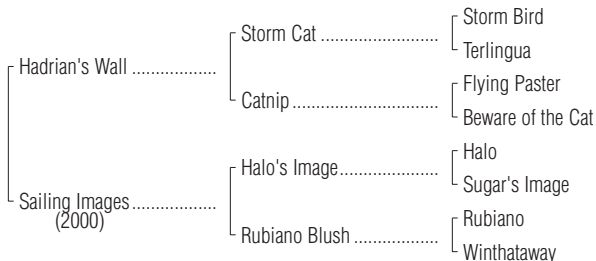 Storm Bird
Storm Cat ....................
Terlingua
Hadrian's Wall ..................
Flying Paster
Catnip.........................
Beware of the Cat
Halo
Halo's Image.................
Sugar's Image
Sailing Images..................
(2000)
Rubiano
Rubiano Blush .................
Winthataway